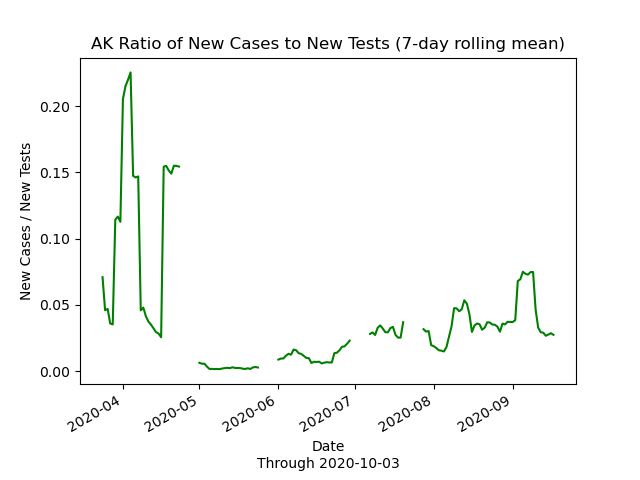 AK Ratio of New Cases to New Tests (7-day rolling mean)
New Cases / New Tests
0.20
0.15
0.10
0.05
0.00
2020-04
2020-05
2020-06
2020-07
2020-08
2020-09
Date
Through 2020-10-03